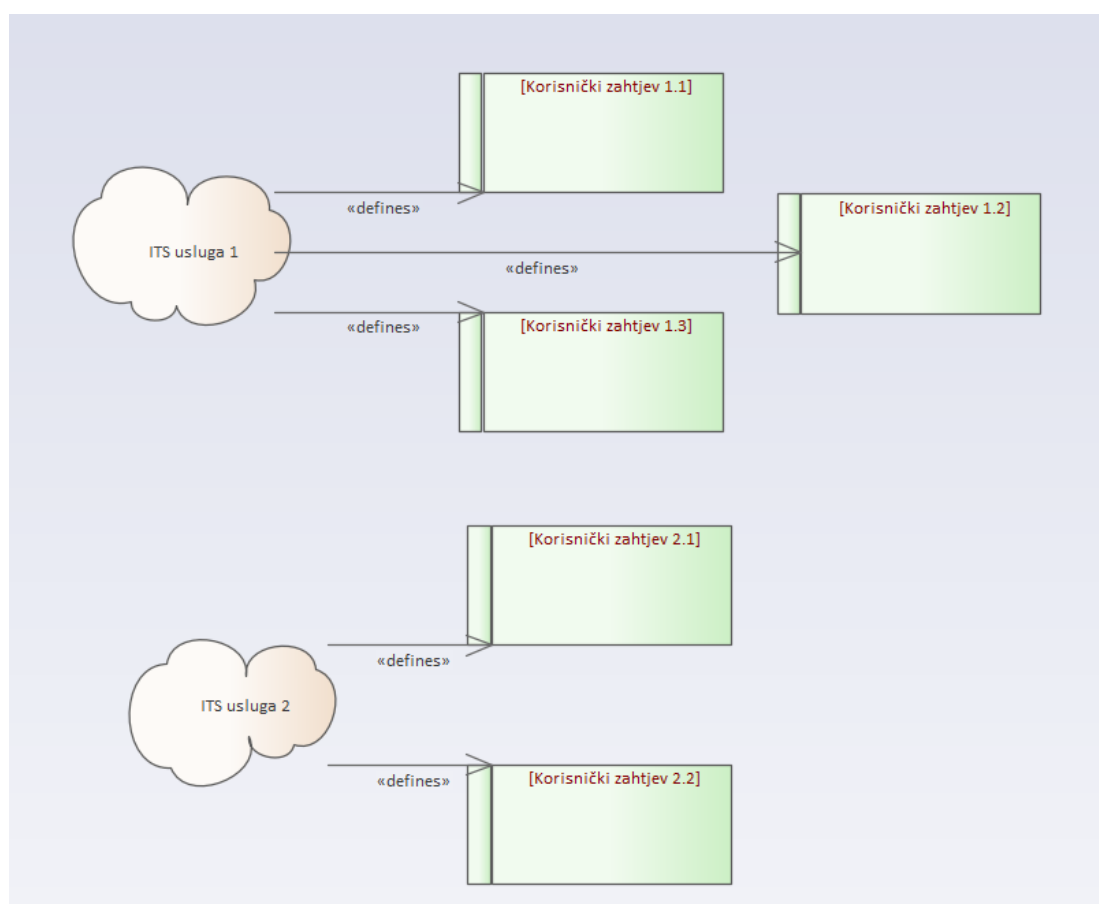 [Korisnički zahtjev 1.1]
«defines»
[Korisnički zahtjev 1.2]
ITS usluga 1
«defines»
«defines»
[Korisnički zahtjev 1.3]
[Korisnički zahtjev 2.1]
«defines»
ITS usluga 2
«defines»
[Korisnički zahtjev 2.2]